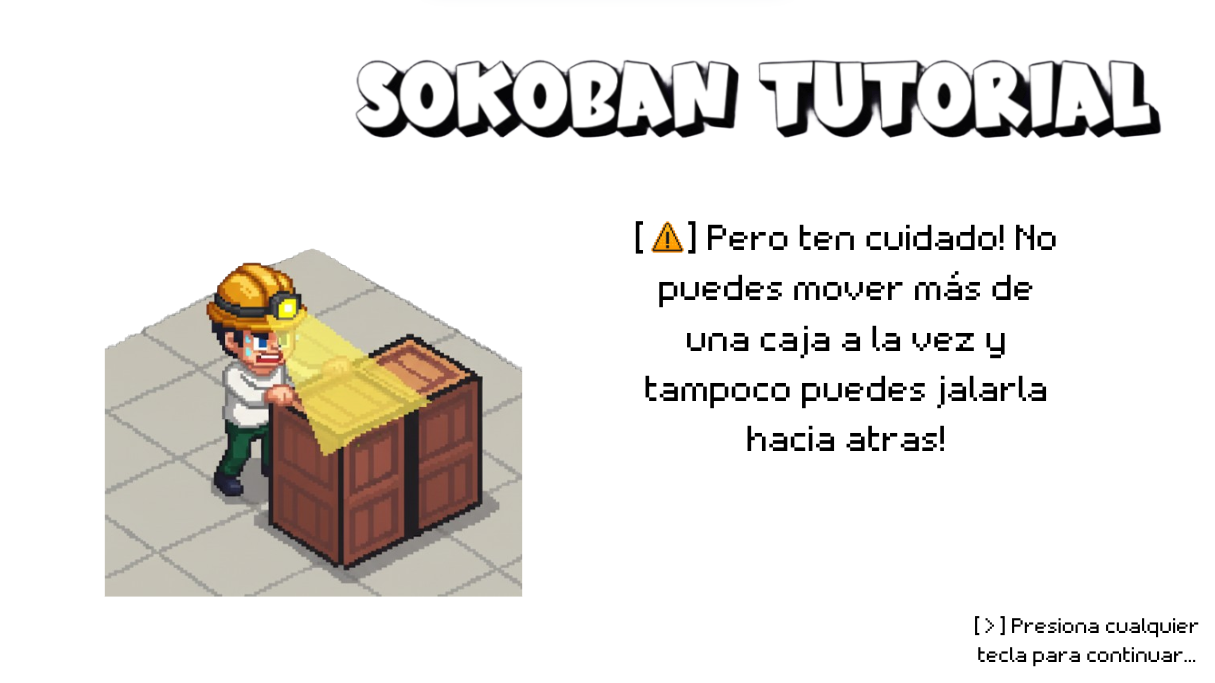 SOKOBAN TUTORIAL
[⚠] Pero ten cuidado! No
puedes mover más de
una caja a la vez y
tampoco puedes jalarla
hacia atras!
[>] Presiona cualquier
tecla para continuar...